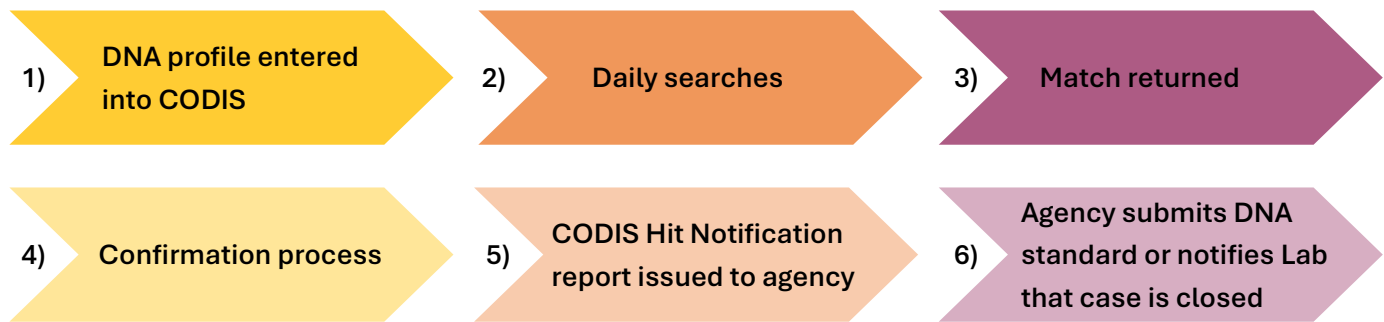 1)
DNA profile entered
into CODIS
2)
Daily searches
3)
Match returned
4)
Confirmation process
5)
CODIS Hit Notification
report issued to agency
6)
Agency submits DNA
standard or notifies Lab
that case is closed